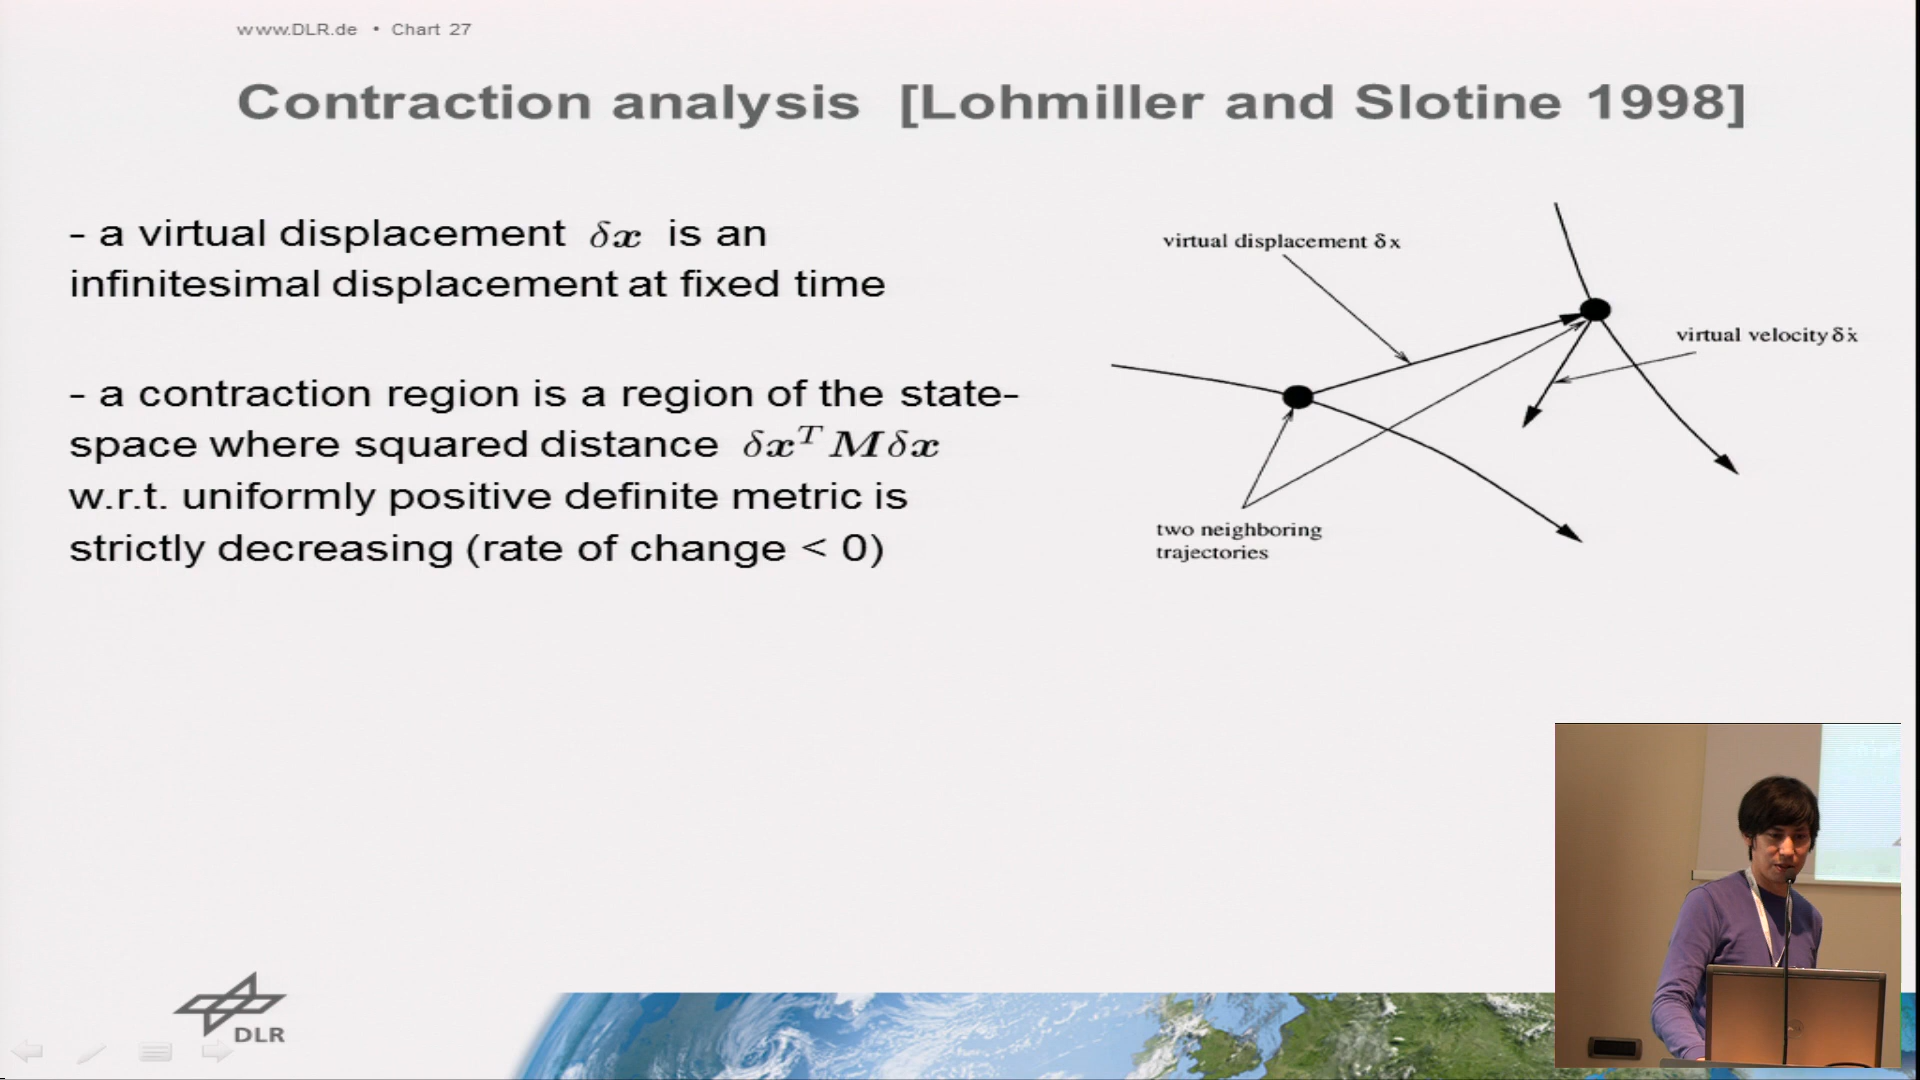 www.DLR.de • Chart 27
Contraction analysis [Lohmiller and Slotine 1998]
- a virtual displacement δx is an
infinitesimal displacement at fixed time
- a contraction region is a region of the state-
space where squared distance δxᵀMδx
w.r.t. uniformly positive definite metric is
strictly decreasing (rate of change < 0)
virtual displacement δx
virtual velocity δẋ
two neighboring
trajectories
DLR